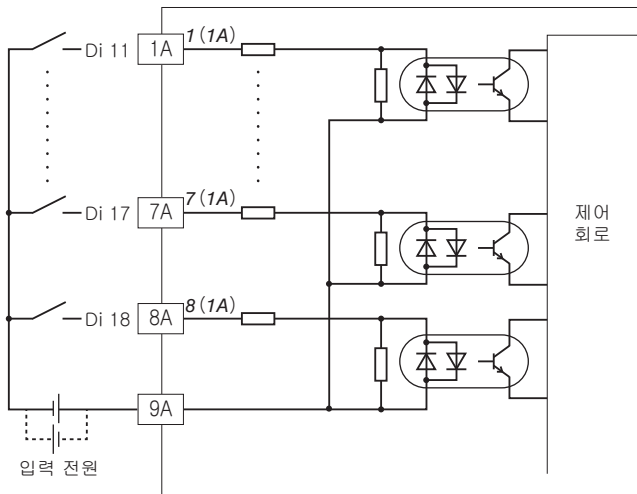 Di 11 1A 1 (1A)
Di 17 7A 7 (1A)
제어
회로
Di 18 8A 8 (1A)
9A
입력 전원